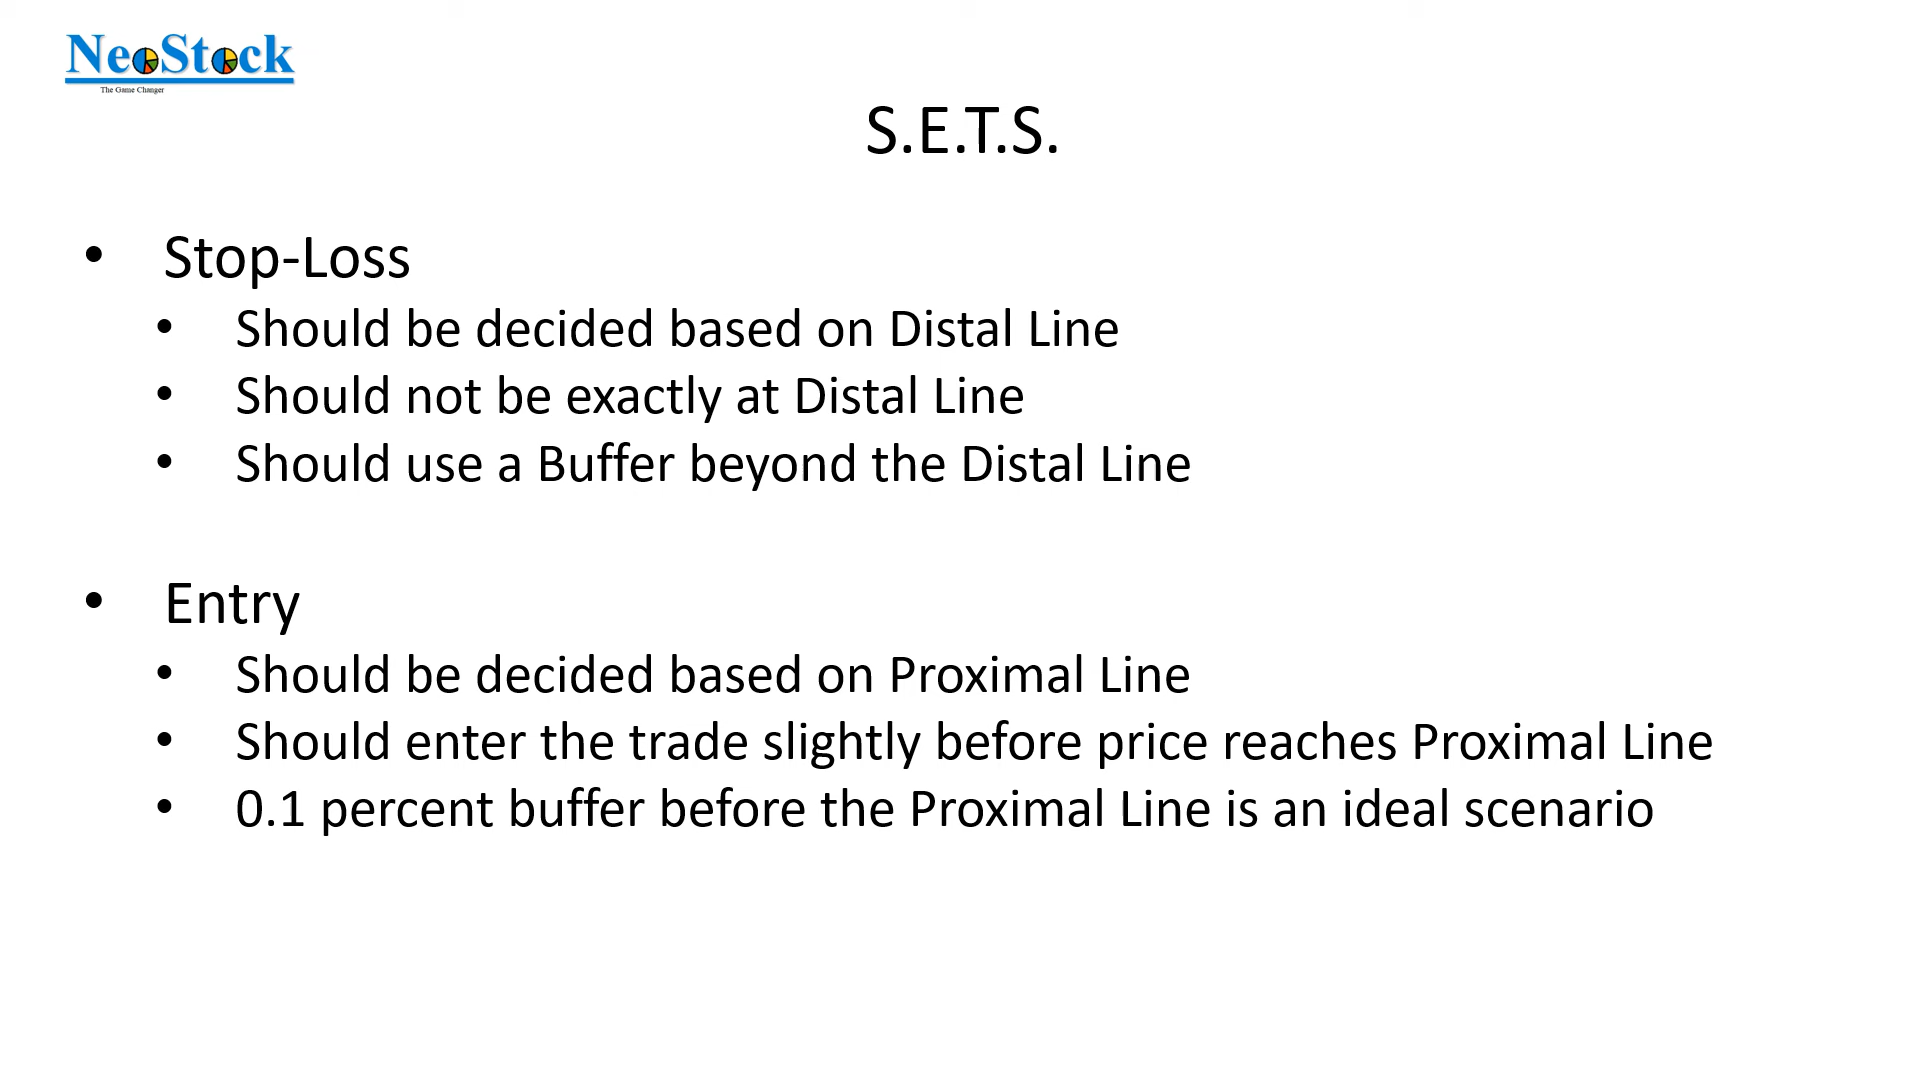 NeoStock
The Game Changer
S.E.T.S.
• Stop-Loss
• Should be decided based on Distal Line
• Should not be exactly at Distal Line
• Should use a Buffer beyond the Distal Line
• Entry
• Should be decided based on Proximal Line
• Should enter the trade slightly before price reaches Proximal Line
• 0.1 percent buffer before the Proximal Line is an ideal scenario